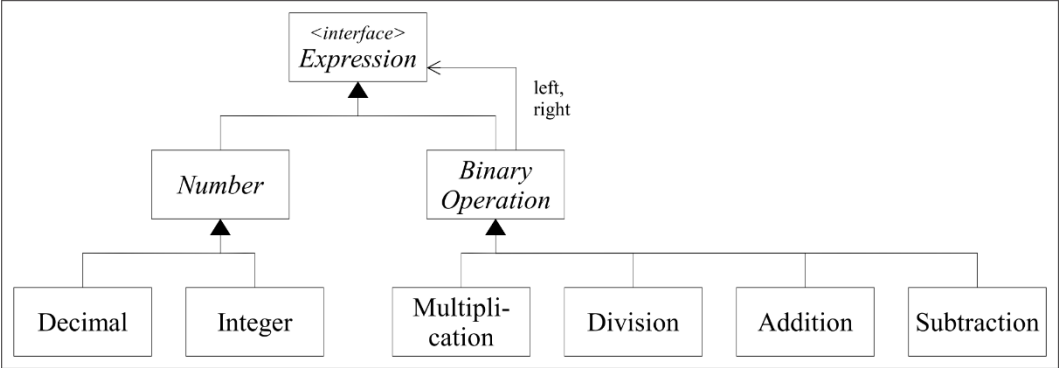 <interface>
Expression
left,
right
Number
Binary
Operation
Decimal
Integer
Multipli-
cation
Division
Addition
Subtraction